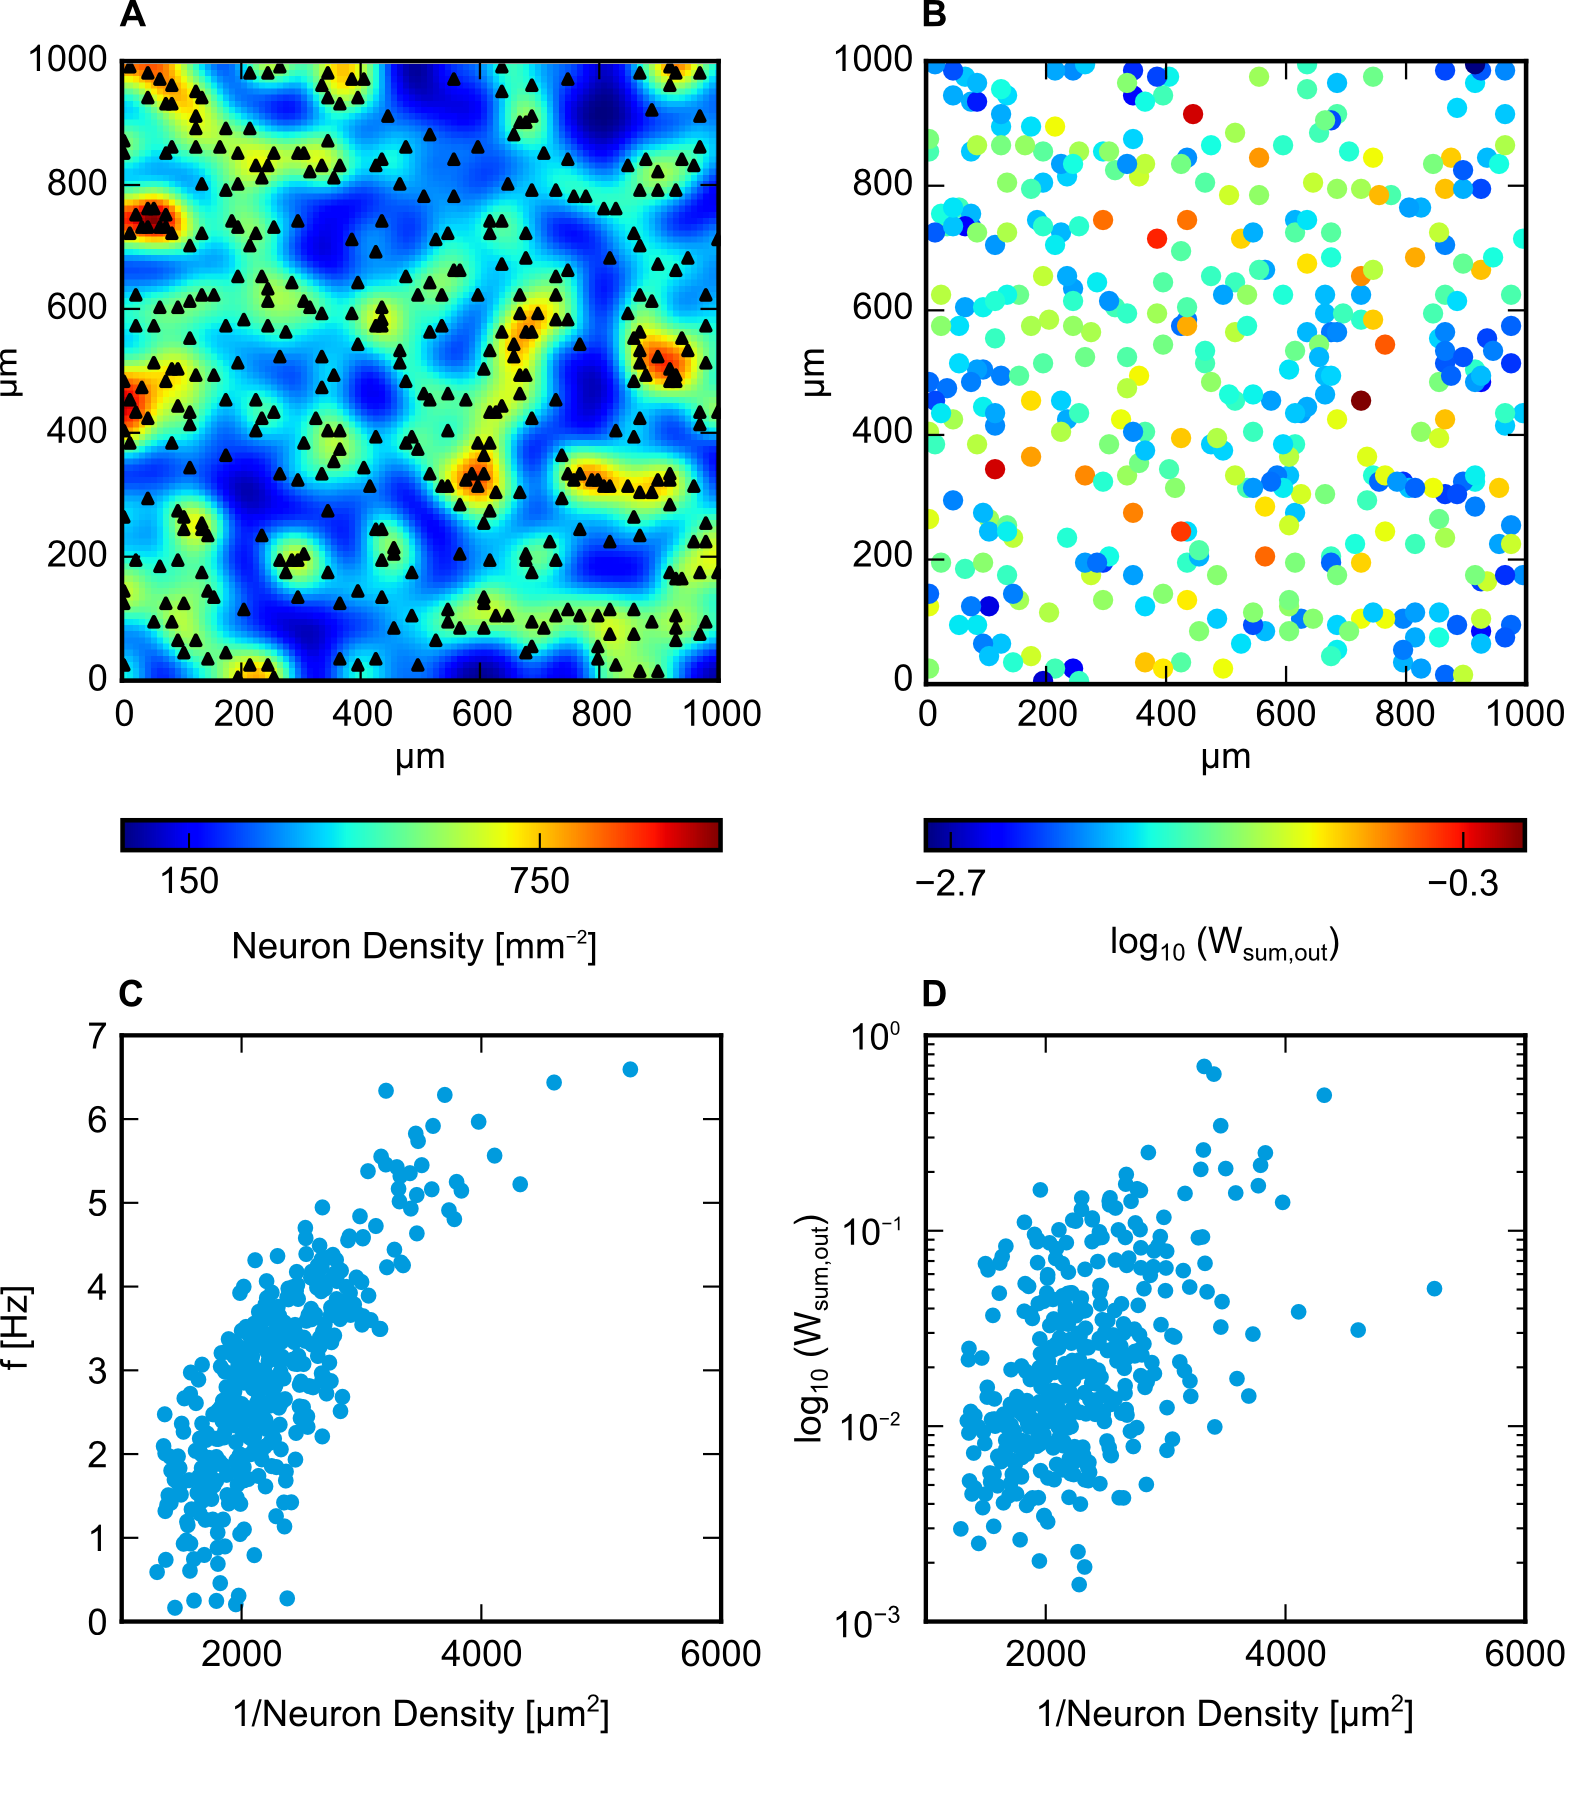 A
B
1000
800
600
400
200
0
μm
0 200 400 600 800 1000
μm
1000
800
600
400
200
0
μm
0 200 400 600 800 1000
μm
150 750
Neuron Density [mm⁻²]
−2.7 −0.3
log₁₀ (W_sum,out)
C
D
7
6
5
4
3
2
1
0
f [Hz]
2000 4000 6000
1/Neuron Density [μm²]
10⁰
10⁻¹
10⁻²
10⁻³
log₁₀ (W_sum,out)
2000 4000 6000
1/Neuron Density [μm²]